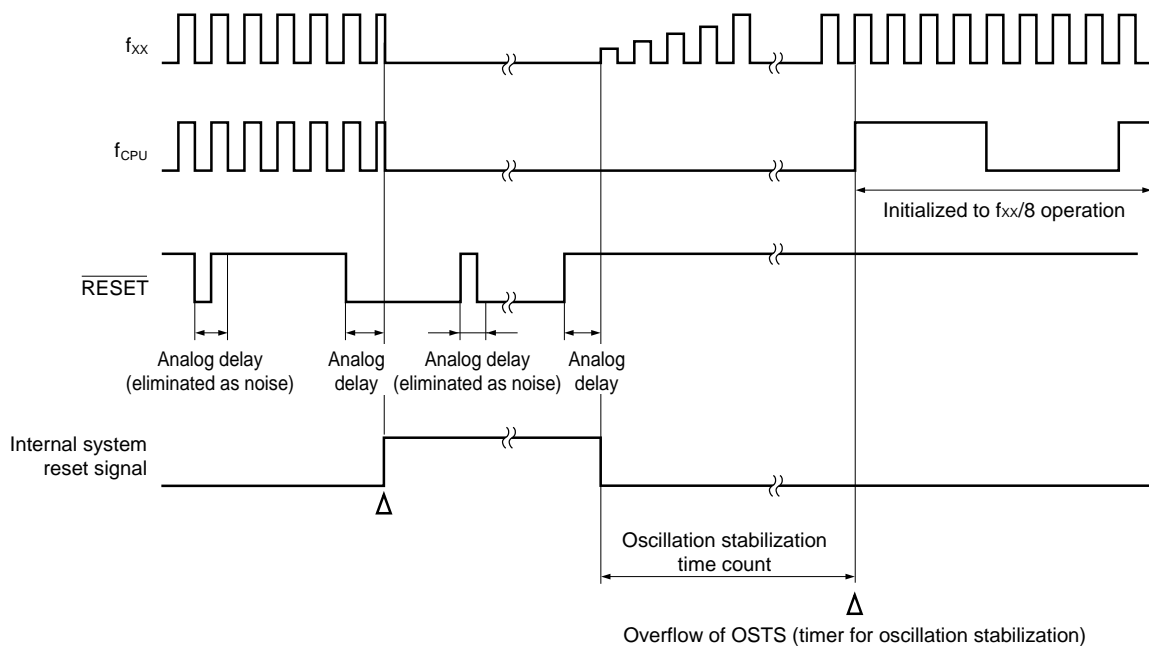 fXX
fCPU
Initialized to fXX/8 operation
RESET
Analog delay
(eliminated as noise)
Analog
delay
Analog delay
(eliminated as noise)
Analog
delay
Internal system
reset signal
Oscillation stabilization
time count
Overflow of OSTS (timer for oscillation stabilization)